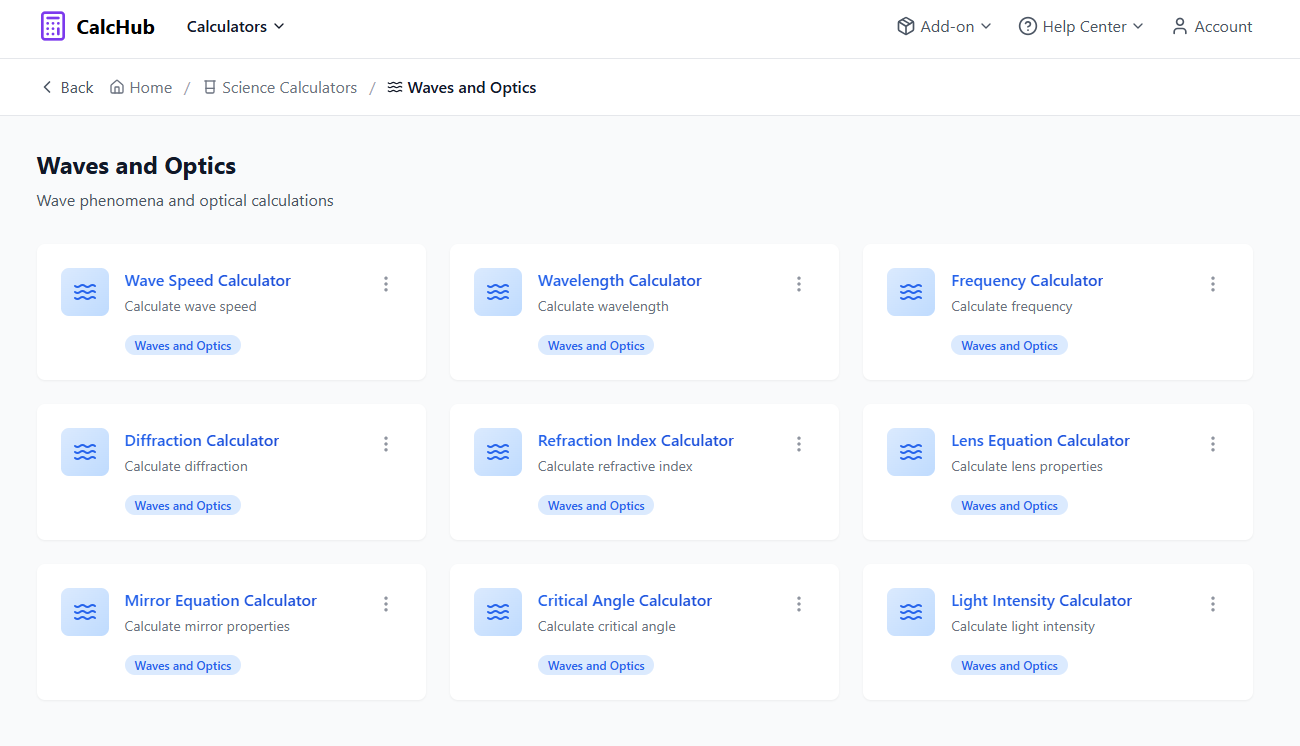 CalcHub Calculators Add-on Help Center Account
Back Home / Science Calculators / Waves and Optics
Waves and Optics
Wave phenomena and optical calculations
Wave Speed Calculator
Calculate wave speed
Waves and Optics
Wavelength Calculator
Calculate wavelength
Waves and Optics
Frequency Calculator
Calculate frequency
Waves and Optics
Diffraction Calculator
Calculate diffraction
Waves and Optics
Refraction Index Calculator
Calculate refractive index
Waves and Optics
Lens Equation Calculator
Calculate lens properties
Waves and Optics
Mirror Equation Calculator
Calculate mirror properties
Waves and Optics
Critical Angle Calculator
Calculate critical angle
Waves and Optics
Light Intensity Calculator
Calculate light intensity
Waves and Optics